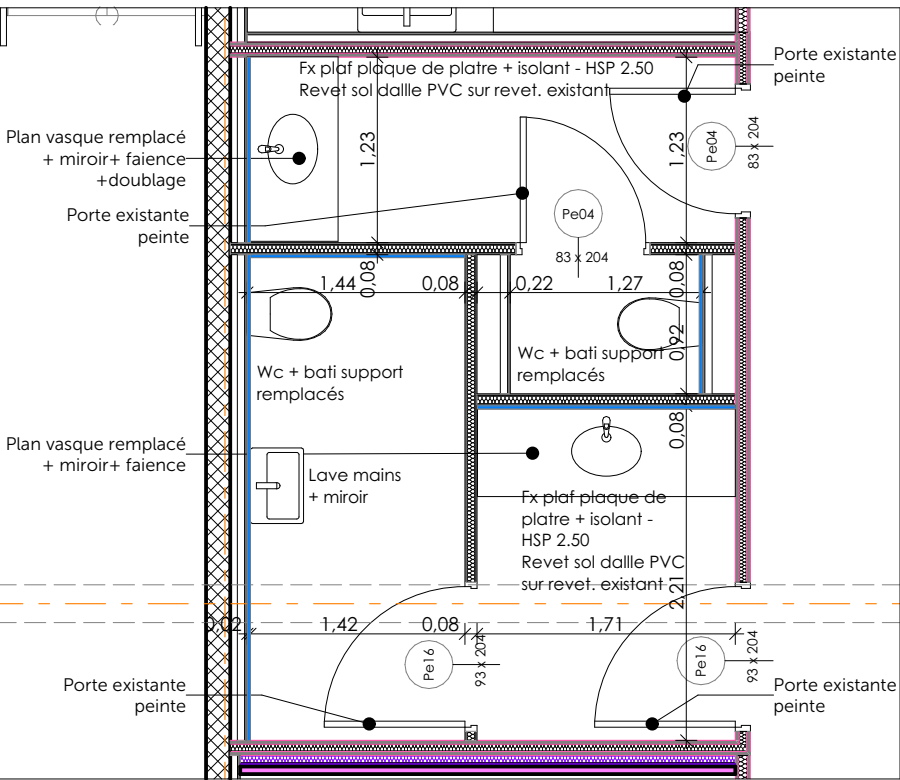 Fx plaf plaque de platre + isolant - HSP 2.50
Revet sol dallle PVC sur revet. existant
Porte existante
peinte
Plan vasque remplacé
+ miroir+ faience
+doublage
1,23
1,23
Pe04
83 x 204
Porte existante
peinte
Pe04
83 x 204
0,08
0,08
1,44
0,08
0,22
1,27
0,92
Wc + bati support
remplacés
Wc + bati support
remplacés
0,08
Plan vasque remplacé
+ miroir+ faience
Lave mains
+ miroir
Fx plaf plaque de
platre + isolant -
HSP 2.50
Revet sol dallle PVC
sur revet. existant
2,21
0,02
1,42
0,08
1,71
Pe16
93 x 204
Pe16
93 x 204
Porte existante
peinte
Porte existante
peinte